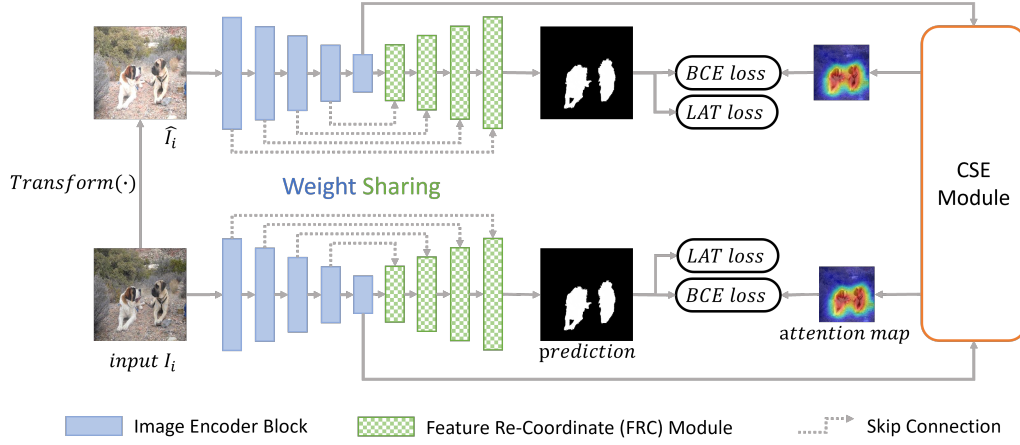 BCE loss
LAT loss
Î_i
CSE
Module
Transform(·)
Weight Sharing
LAT loss
BCE loss
input I_i
prediction
attention map
Image Encoder Block
Feature Re-Coordinate (FRC) Module
Skip Connection